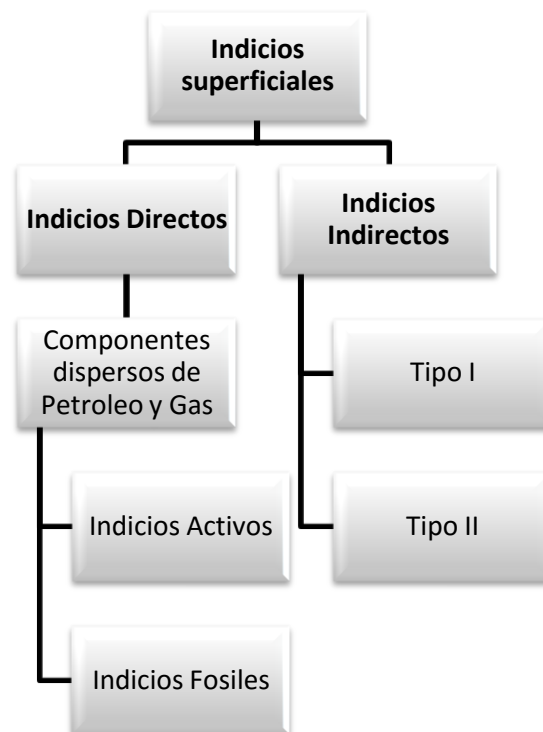 Indicios
superficiales
Indicios Directos
Indicios
Indirectos
Componentes
dispersos de
Petroleo y Gas
Tipo I
Indicios Activos
Tipo II
Indicios Fosiles